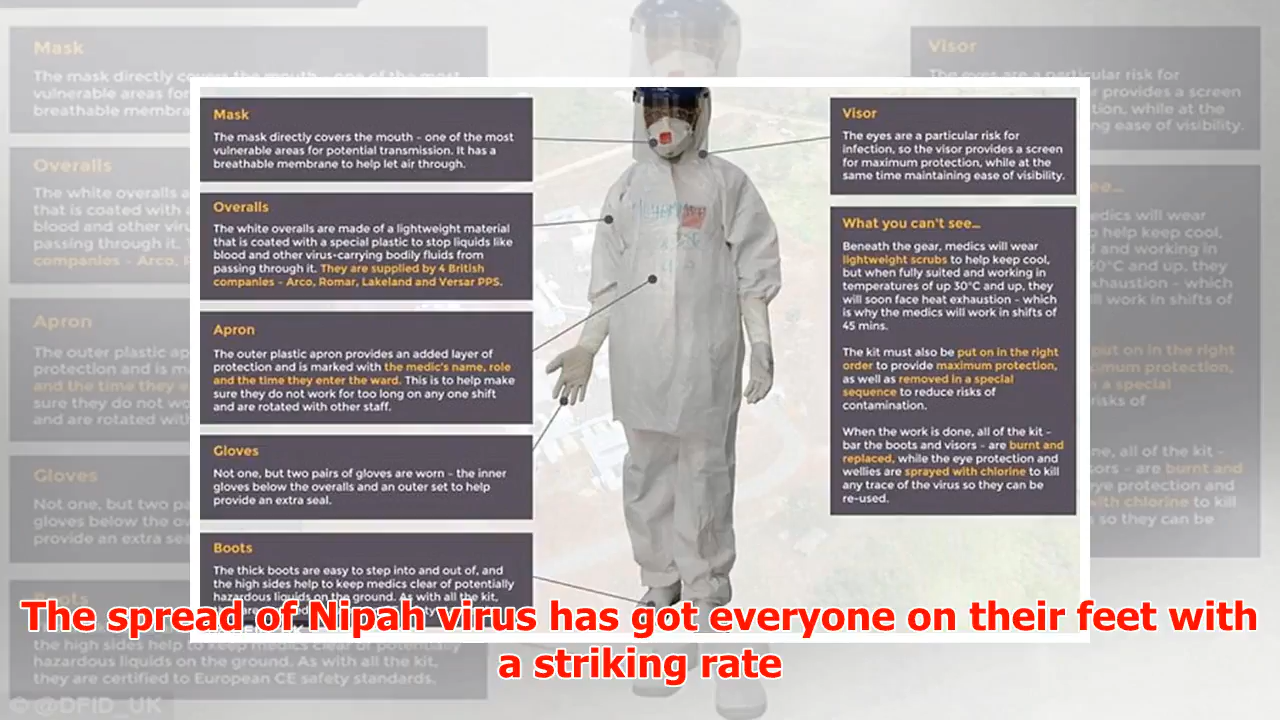 Mask
The mask directly covers the mouth – one of the most
vulnerable areas for potential transmission. It has a
breathable membrane to help let air through.
Overalls
The white overalls are made of a lightweight material
that is coated with a special plastic to stop liquids like
blood and other virus-carrying bodily fluids from
passing through it. They are supplied by 4 British
companies – Arco, Romar, Lakeland and Versar PPS.
Apron
The outer plastic apron provides an added layer of
protection and is marked with the medic's name, role
and the time they enter the ward. This is to help make
sure they do not work for too long on any one shift
and are rotated with other staff.
Gloves
Not one, but two pairs of gloves are worn – the inner
gloves below the overalls and an outer set to help
provide an extra seal.
Boots
The thick boots are easy to step into and out of, and
the high sides help to keep medics clear of potentially
hazardous liquids on the ground. As with all the kit,
Visor
The eyes are a particular risk for
infection, so the visor provides a screen
for maximum protection, while at the
same time maintaining ease of visibility.
What you can't see…
Beneath the gear, medics will wear
lightweight scrubs to help keep cool,
but when fully suited and working in
temperatures of up 30°C and up, they
will soon face heat exhaustion – which
is why the medics will work in shifts of
45 mins.
The kit must also be put on in the right
order to provide maximum protection,
as well as removed in a special
sequence to reduce risks of
contamination.
When the work is done, all of the kit –
bar the boots and visors – are burnt and
replaced, while the eye protection and
wellies are sprayed with chlorine to kill
any trace of the virus so they can be
re-used.
The spread of Nipah virus has got everyone on their feet with
a striking rate
hazardous liquids on the ground. As with all the kit,
they are certified to European CE safety standards.
© @DFID_UK